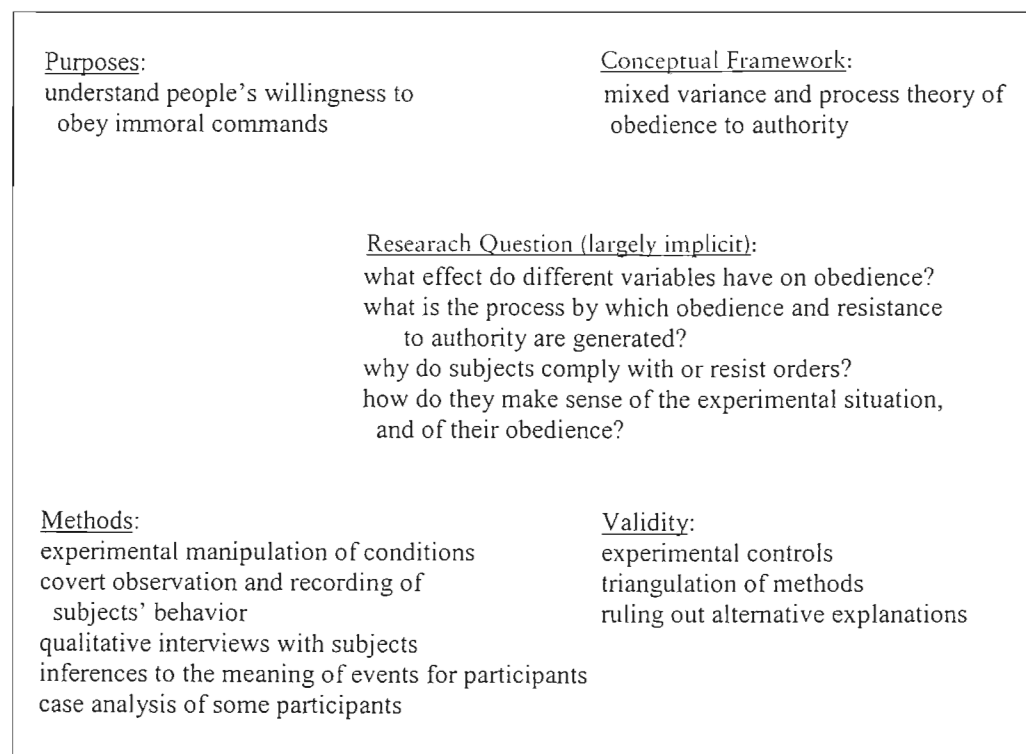 Purposes:
understand people's willingness to
obey immoral commands
Conceptual Framework:
mixed variance and process theory of
obedience to authority
Researach Question (largely implicit):
what effect do different variables have on obedience?
what is the process by which obedience and resistance
to authority are generated?
why do subjects comply with or resist orders?
how do they make sense of the experimental situation,
and of their obedience?
Methods:
experimental manipulation of conditions
covert observation and recording of
subjects' behavior
qualitative interviews with subjects
inferences to the meaning of events for participants
case analysis of some participants
Validity:
experimental controls
triangulation of methods
ruling out alternative explanations